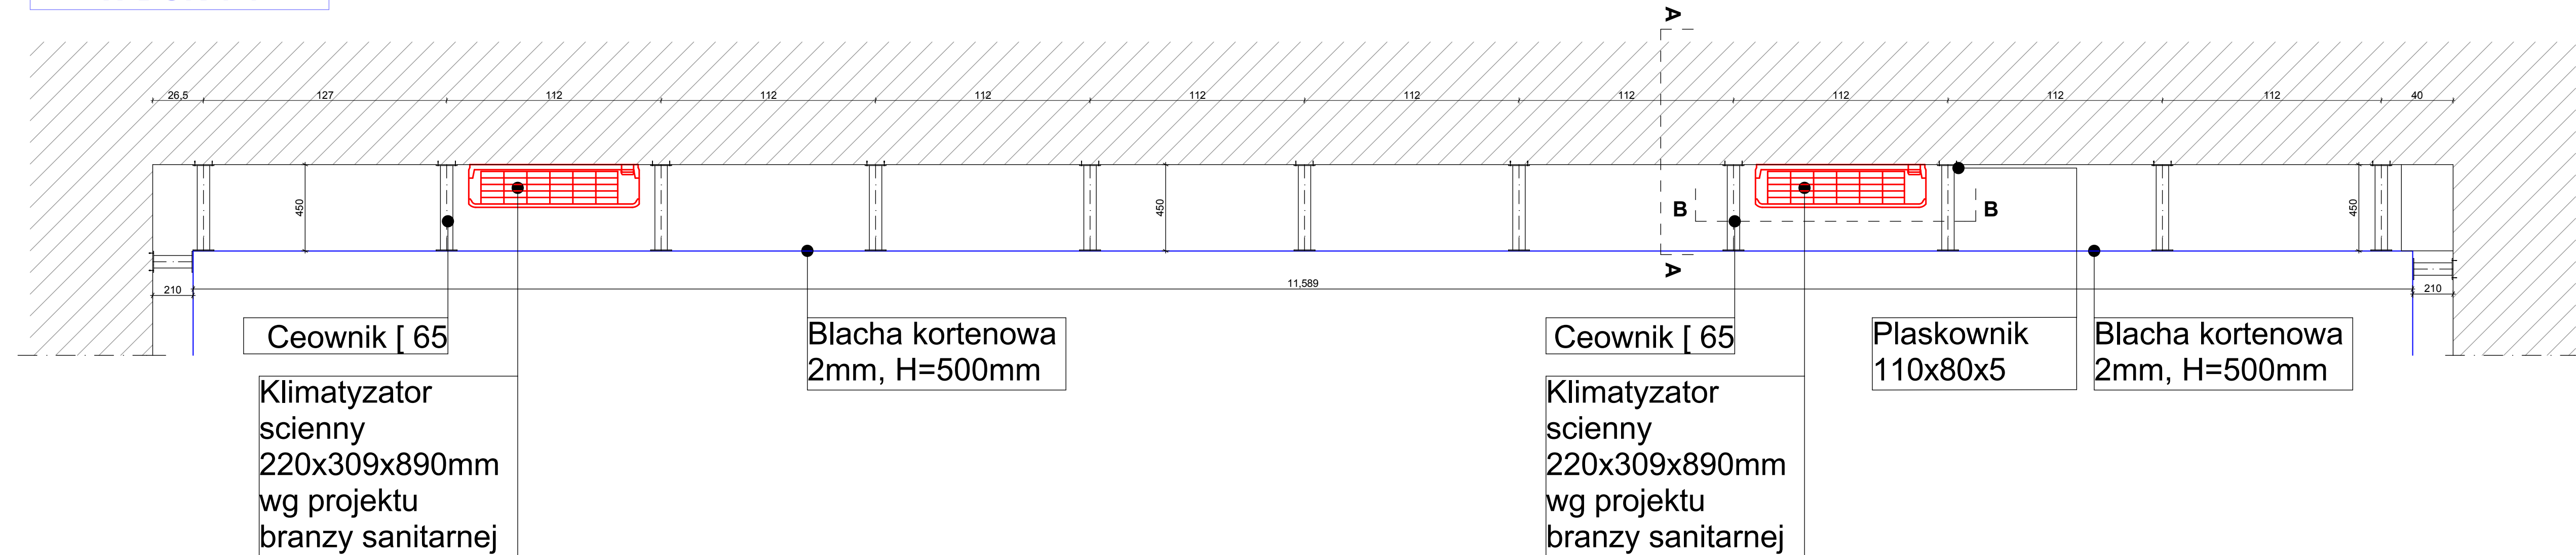 A
26,5 127 112 112 112 112 112 112 112 112 112 40
450 450 450
B B
A
210 11,589 210
Ceownik [ 65
Blacha kortenowa
2mm, H=500mm
Ceownik [ 65
Plaskownik
110x80x5
Blacha kortenowa
2mm, H=500mm
Klimatyzator
scienny
220x309x890mm
wg projektu
branzy sanitarnej
Klimatyzator
scienny
220x309x890mm
wg projektu
branzy sanitarnej